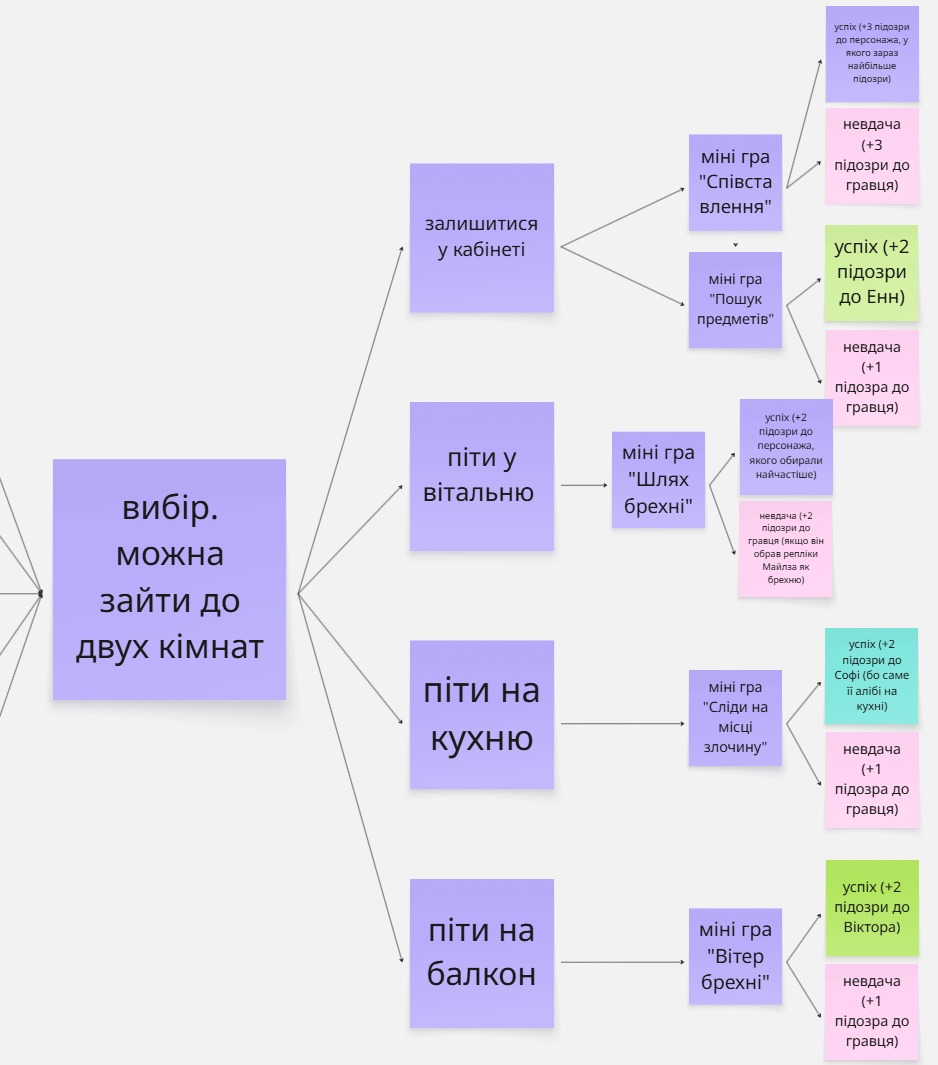 вибір.
можна
зайти до
двух кімнат
залишитися
у кабінеті
міні гра
"Співста
влення"
успіх (+3 підозри
до персонажа, у
якого зараз
найбільше
підозри)
невдача
(+3
підозри до
гравця)
міні гра
"Пошук
предметів"
успіх (+2
підозри
до Енн)
невдача
(+1
підозра до
гравця)
піти у
вітальню
міні гра
"Шлях
брехні"
успіх (+2
підозри до
персонажа,
якого обирали
найчастіше)
невдача (+2
підозри до
гравця (якщо він
обрав репліки
Майлза як
брехню)
піти на
кухню
міні гра
"Сліди на
місці
злочину"
успіх (+2
підозри до
Софі (бо саме
її алібі на
кухні)
невдача
(+1
підозра до
гравця)
піти на
балкон
міні гра
"Вітер
брехні"
успіх (+2
підозри до
Віктора)
невдача
(+1
підозра до
гравця)